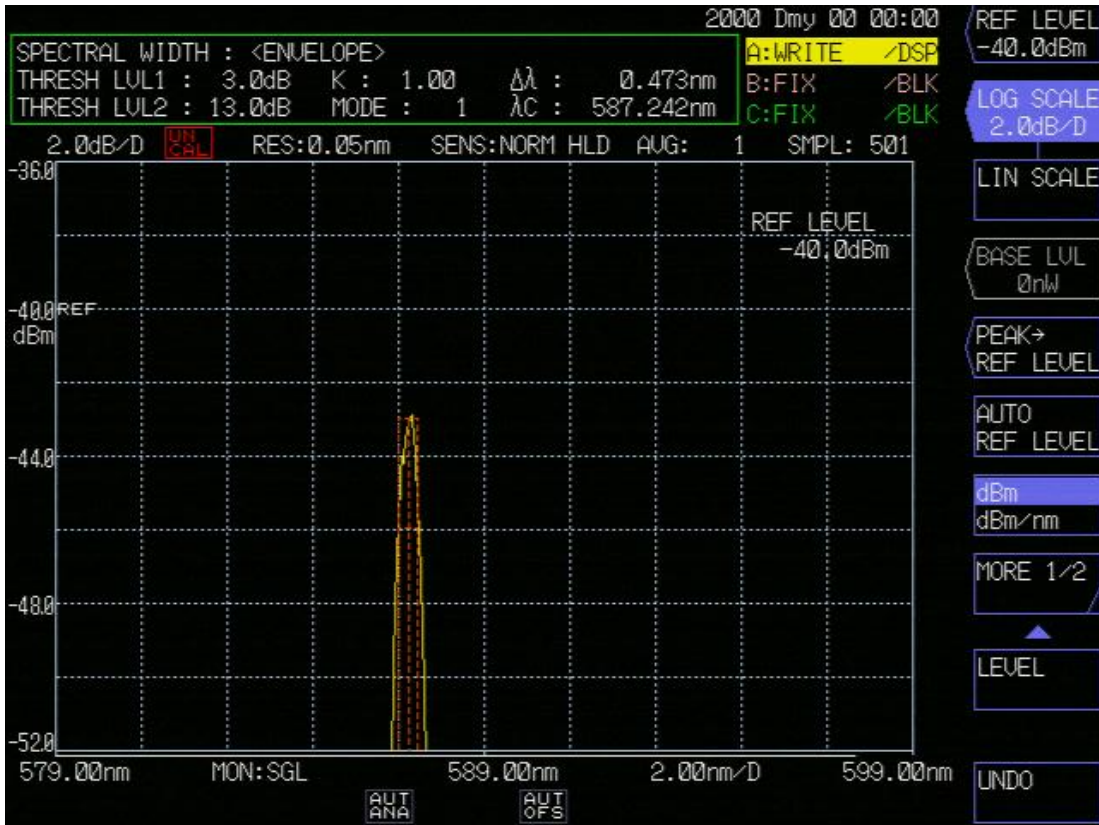 2000 Dmy 00 00:00
SPECTRAL WIDTH : <ENVELOPE>
THRESH LVL1 : 3.0dB K : 1.00 Δλ : 0.473nm
THRESH LVL2 : 13.0dB MODE : 1 λC : 587.242nm
A:WRITE /DSP
B:FIX /BLK
C:FIX /BLK
2.0dB/D UN CAL RES:0.05nm SENS:NORM HLD AVG: 1 SMPL: 501
-36.0
REF LEVEL
-40.0dBm
-40.0 REF
dBm
-44.0
-48.0
-52.0
579.00nm MON:SGL 589.00nm 2.00nm/D 599.00nm
AUT
ANA
AUT
OFS
REF LEVEL
-40.0dBm
LOG SCALE
2.0dB/D
LIN SCALE
BASE LVL
0nW
PEAK→
REF LEVEL
AUTO
REF LEVEL
dBm
dBm/nm
MORE 1/2
LEVEL
UNDO